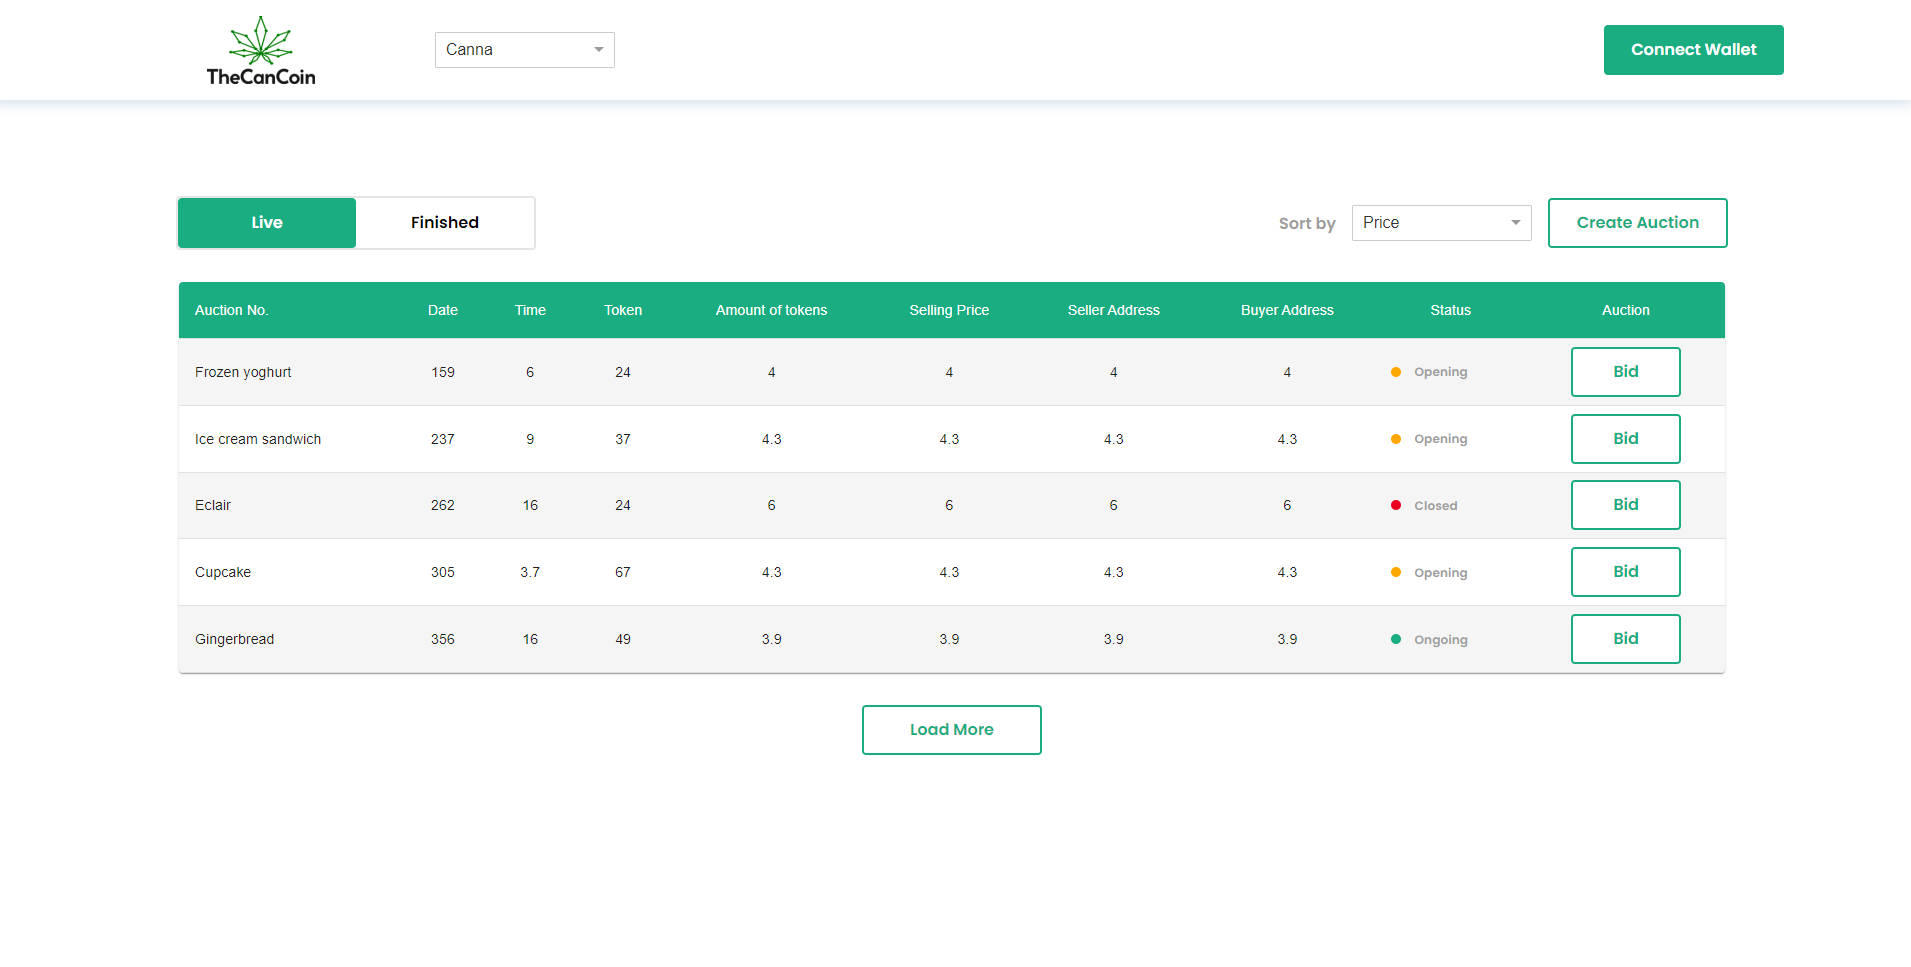 TheCanCoin
Canna
Connect Wallet
Live Finished Sort by Price Create Auction
Auction No. Date Time Token Amount of tokens Selling Price Seller Address Buyer Address Status Auction
Frozen yoghurt 159 6 24 4 4 4 4 Opening Bid
Ice cream sandwich 237 9 37 4.3 4.3 4.3 4.3 Opening Bid
Eclair 262 16 24 6 6 6 6 Closed Bid
Cupcake 305 3.7 67 4.3 4.3 4.3 4.3 Opening Bid
Gingerbread 356 16 49 3.9 3.9 3.9 3.9 Ongoing Bid
Load More